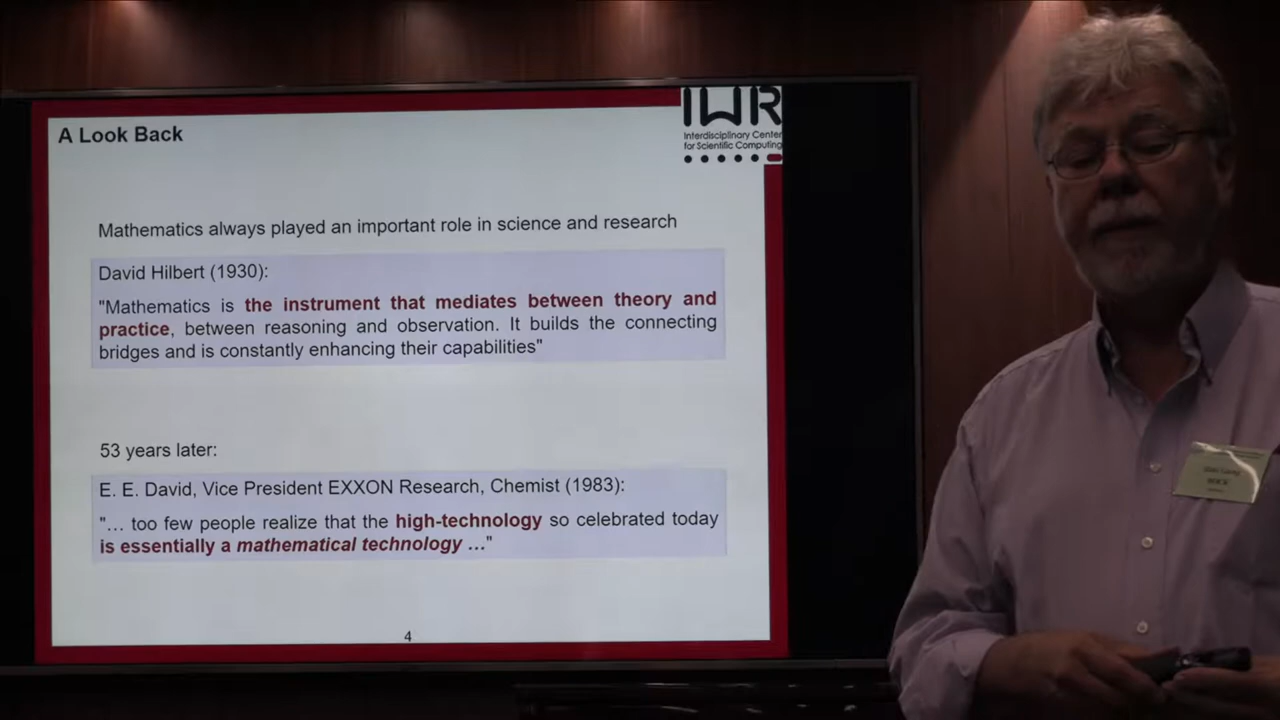 A Look Back
IWR
Interdisciplinary Center
for Scientific Computing
Mathematics always played an important role in science and research
David Hilbert (1930):
"Mathematics is the instrument that mediates between theory and
practice, between reasoning and observation. It builds the connecting
bridges and is constantly enhancing their capabilities"
53 years later:
E. E. David, Vice President EXXON Research, Chemist (1983):
"... too few people realize that the high-technology so celebrated today
is essentially a mathematical technology ..."
4
BOCK